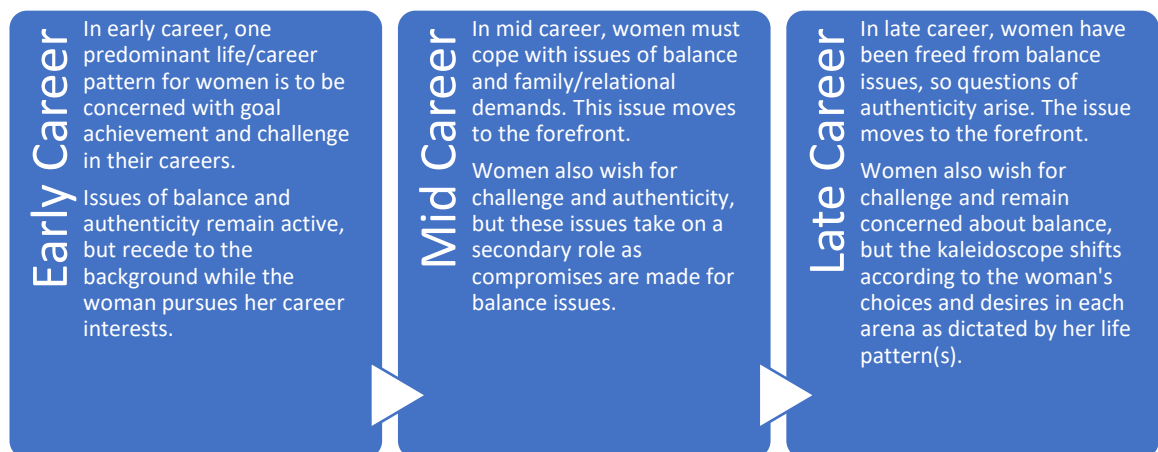 Early Career
In early career, one
predominant life/career
pattern for women is to be
concerned with goal
achievement and challenge
in their careers.
Issues of balance and
authenticity remain active,
but recede to the
background while the
woman pursues her career
interests.
Mid Career
In mid career, women must
cope with issues of balance
and family/relational
demands. This issue moves
to the forefront.
Women also wish for
challenge and authenticity,
but these issues take on a
secondary role as
compromises are made for
balance issues.
Late Career
In late career, women have
been freed from balance
issues, so questions of
authenticity arise. The issue
moves to the forefront.
Women also wish for
challenge and remain
concerned about balance,
but the kaleidoscope shifts
according to the woman's
choices and desires in each
arena as dictated by her life
pattern(s).